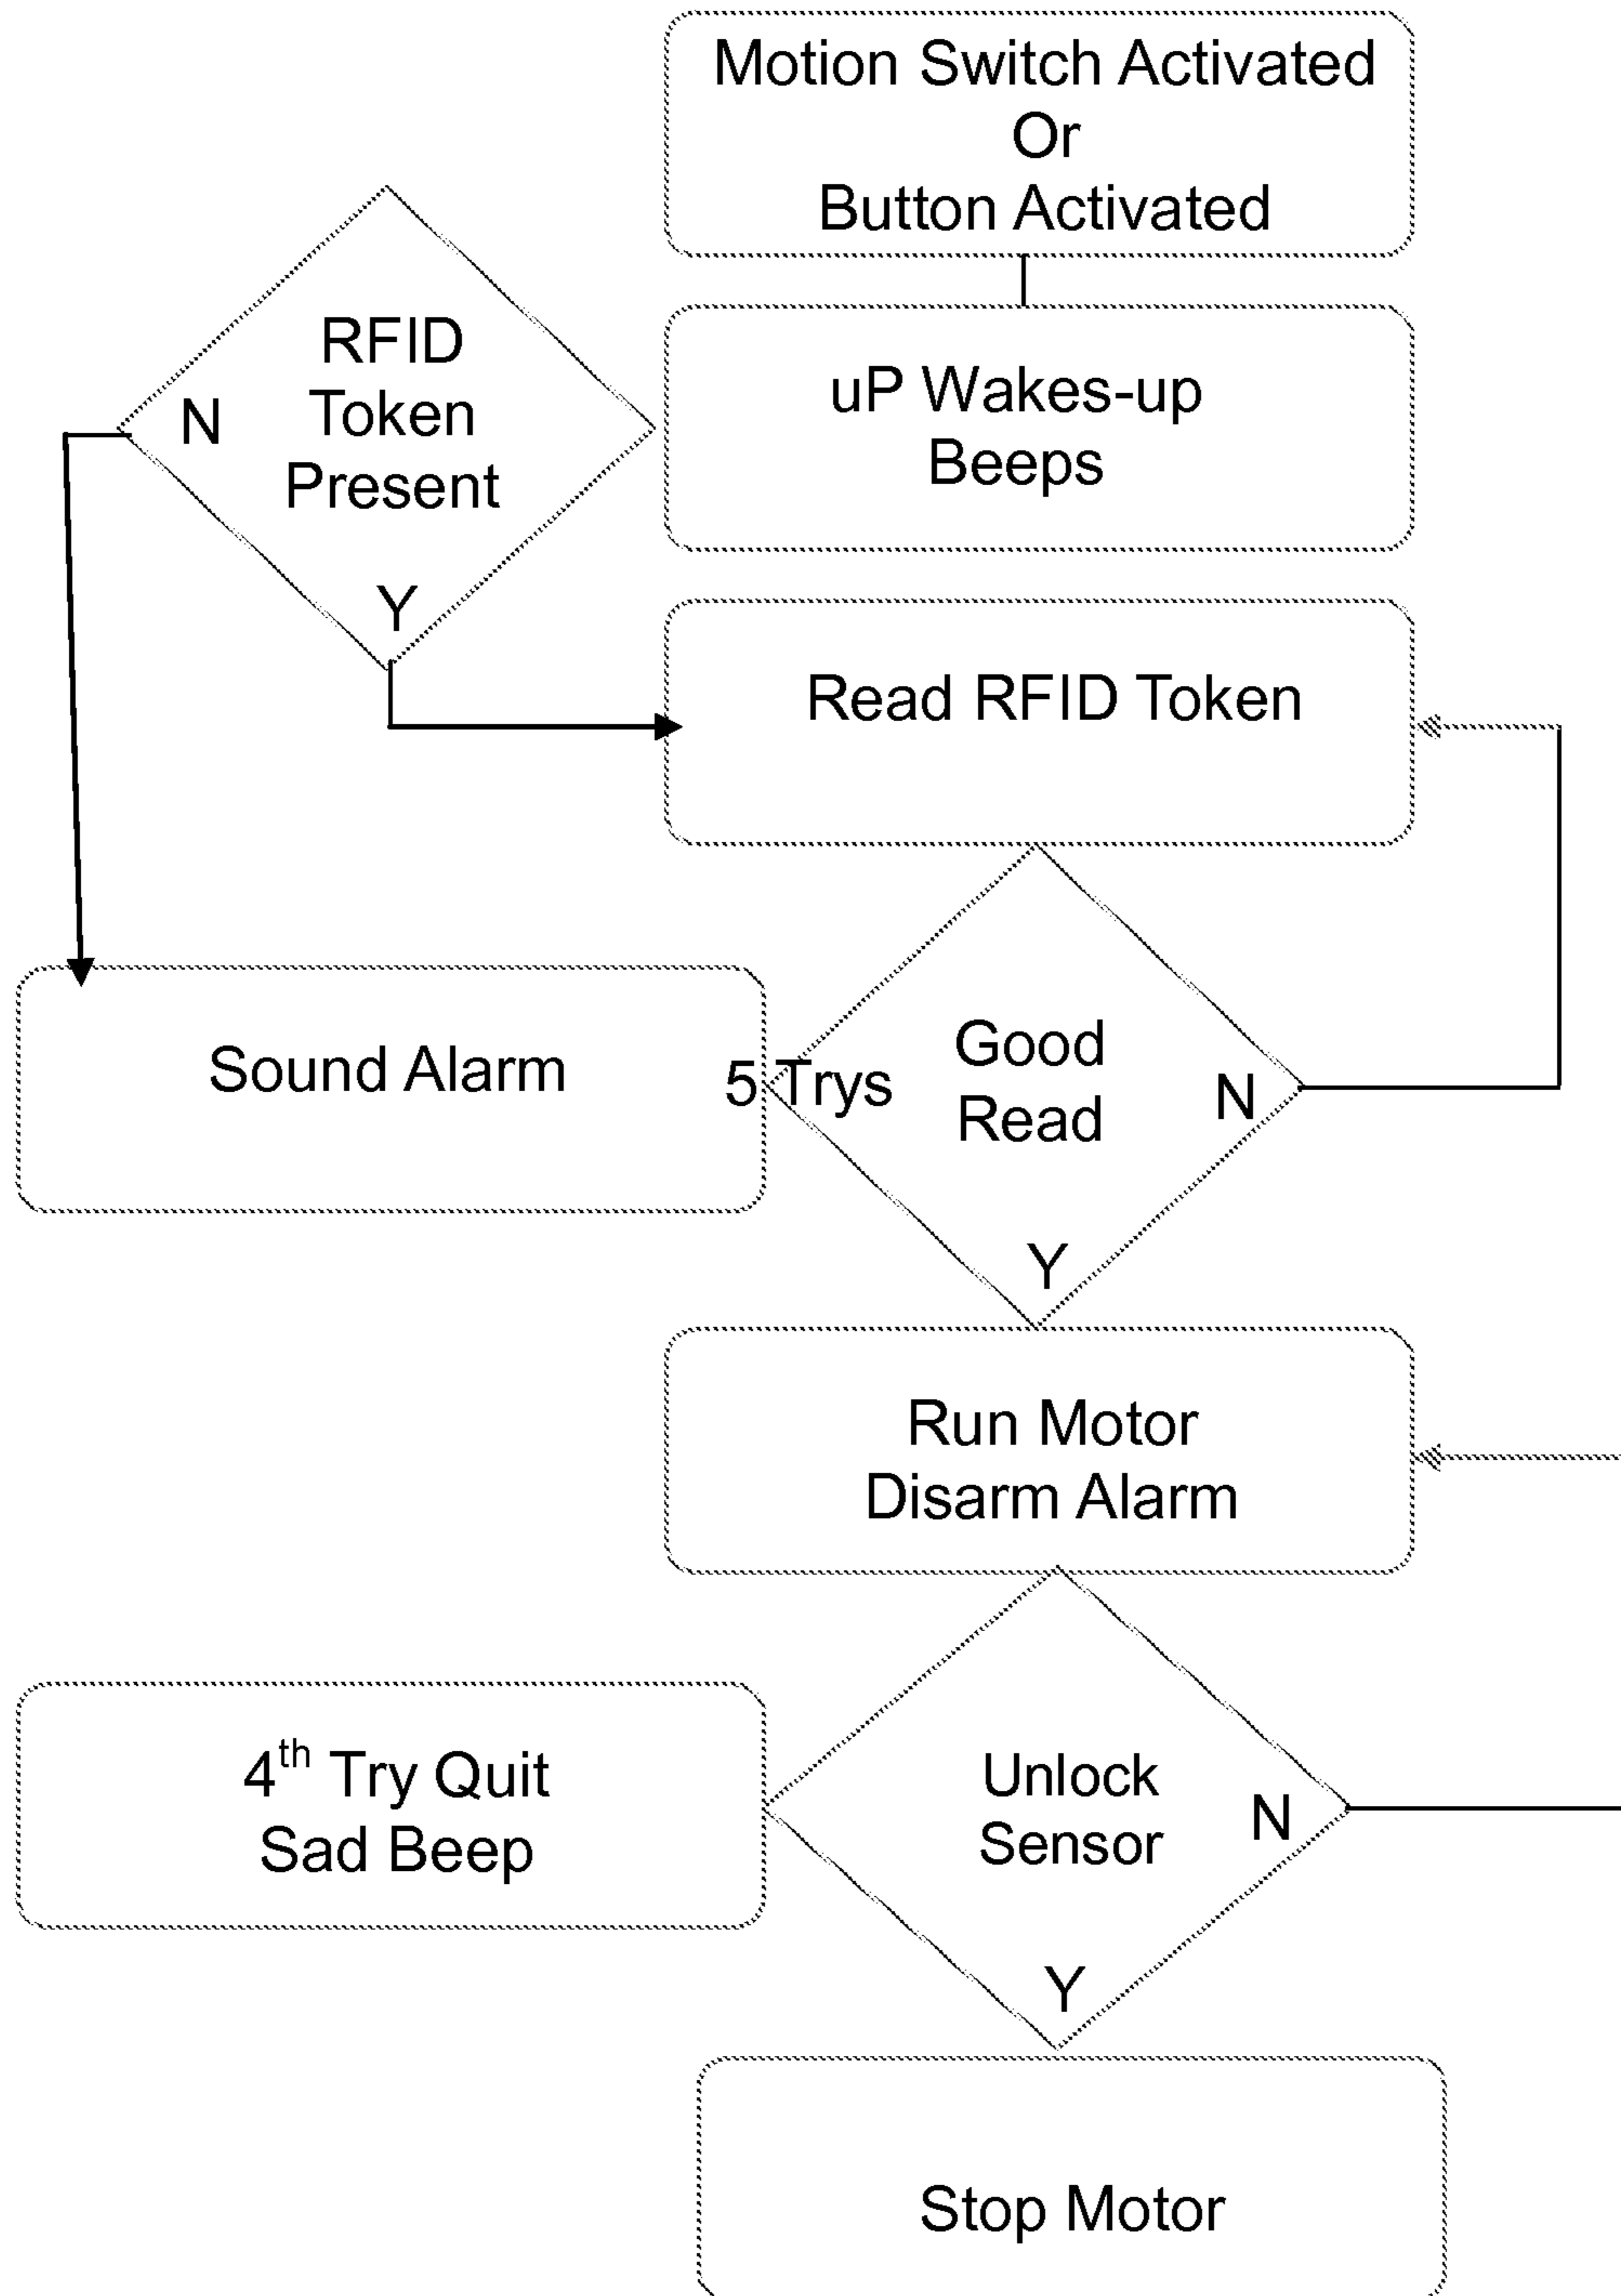 Motion Switch Activated
Or
Button Activated
uP Wakes-up
Beeps
RFID
Token
Present
N
Y
Read RFID Token
Good
Read
5 Trys
N
Y
Sound Alarm
Run Motor
Disarm Alarm
Unlock
Sensor
N
Y
4th Try Quit
Sad Beep
Stop Motor